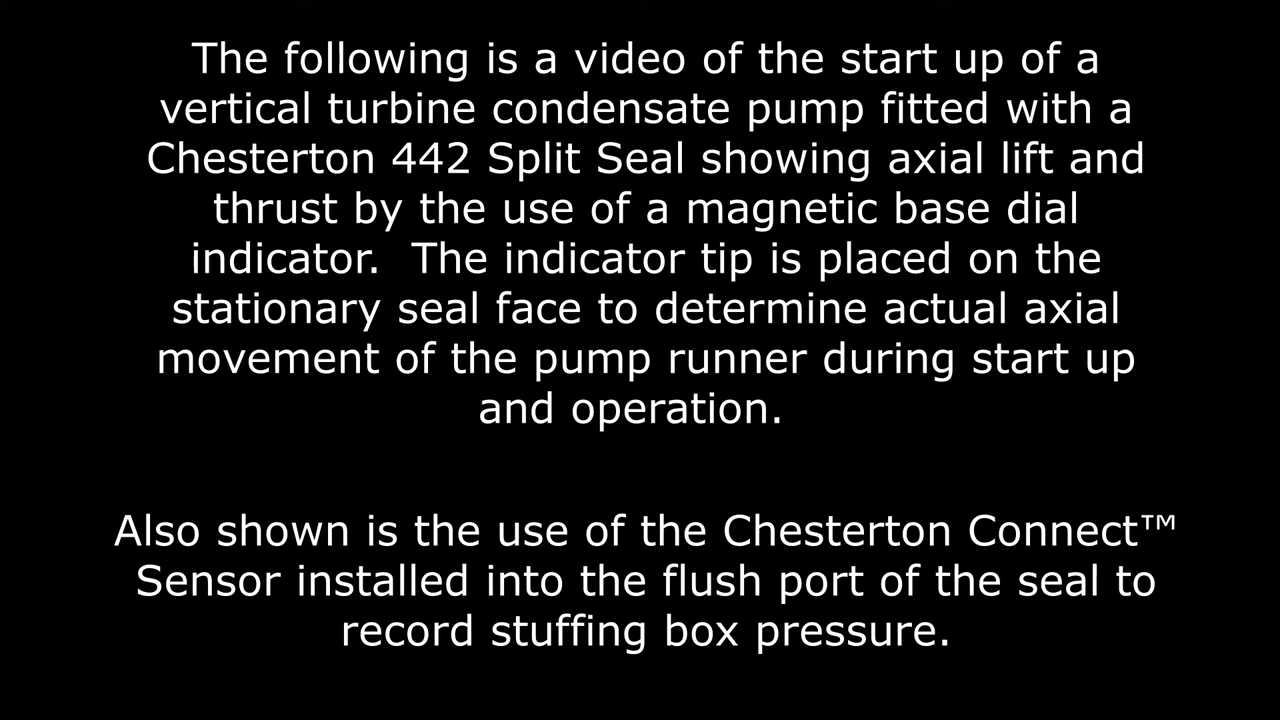 The following is a video of the start up of a
vertical turbine condensate pump fitted with a
Chesterton 442 Split Seal showing axial lift and
thrust by the use of a magnetic base dial
indicator.  The indicator tip is placed on the
stationary seal face to determine actual axial
movement of the pump runner during start up
and operation.
Also shown is the use of the Chesterton Connect™
Sensor installed into the flush port of the seal to
record stuffing box pressure.